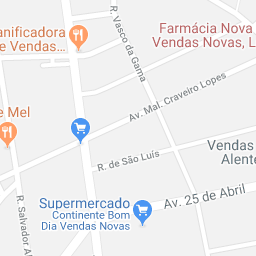 anificadora
e Vendas...
R. Vasco da Gama
Farmácia Nova
Vendas Novas, L
Av. Mal. Craveiro Lopes
e Mel
R. de São Luís
Vendas
Alente
R. Salvador Al
Supermercado
Continente Bom
Dia Vendas Novas
Av. 25 de Abril